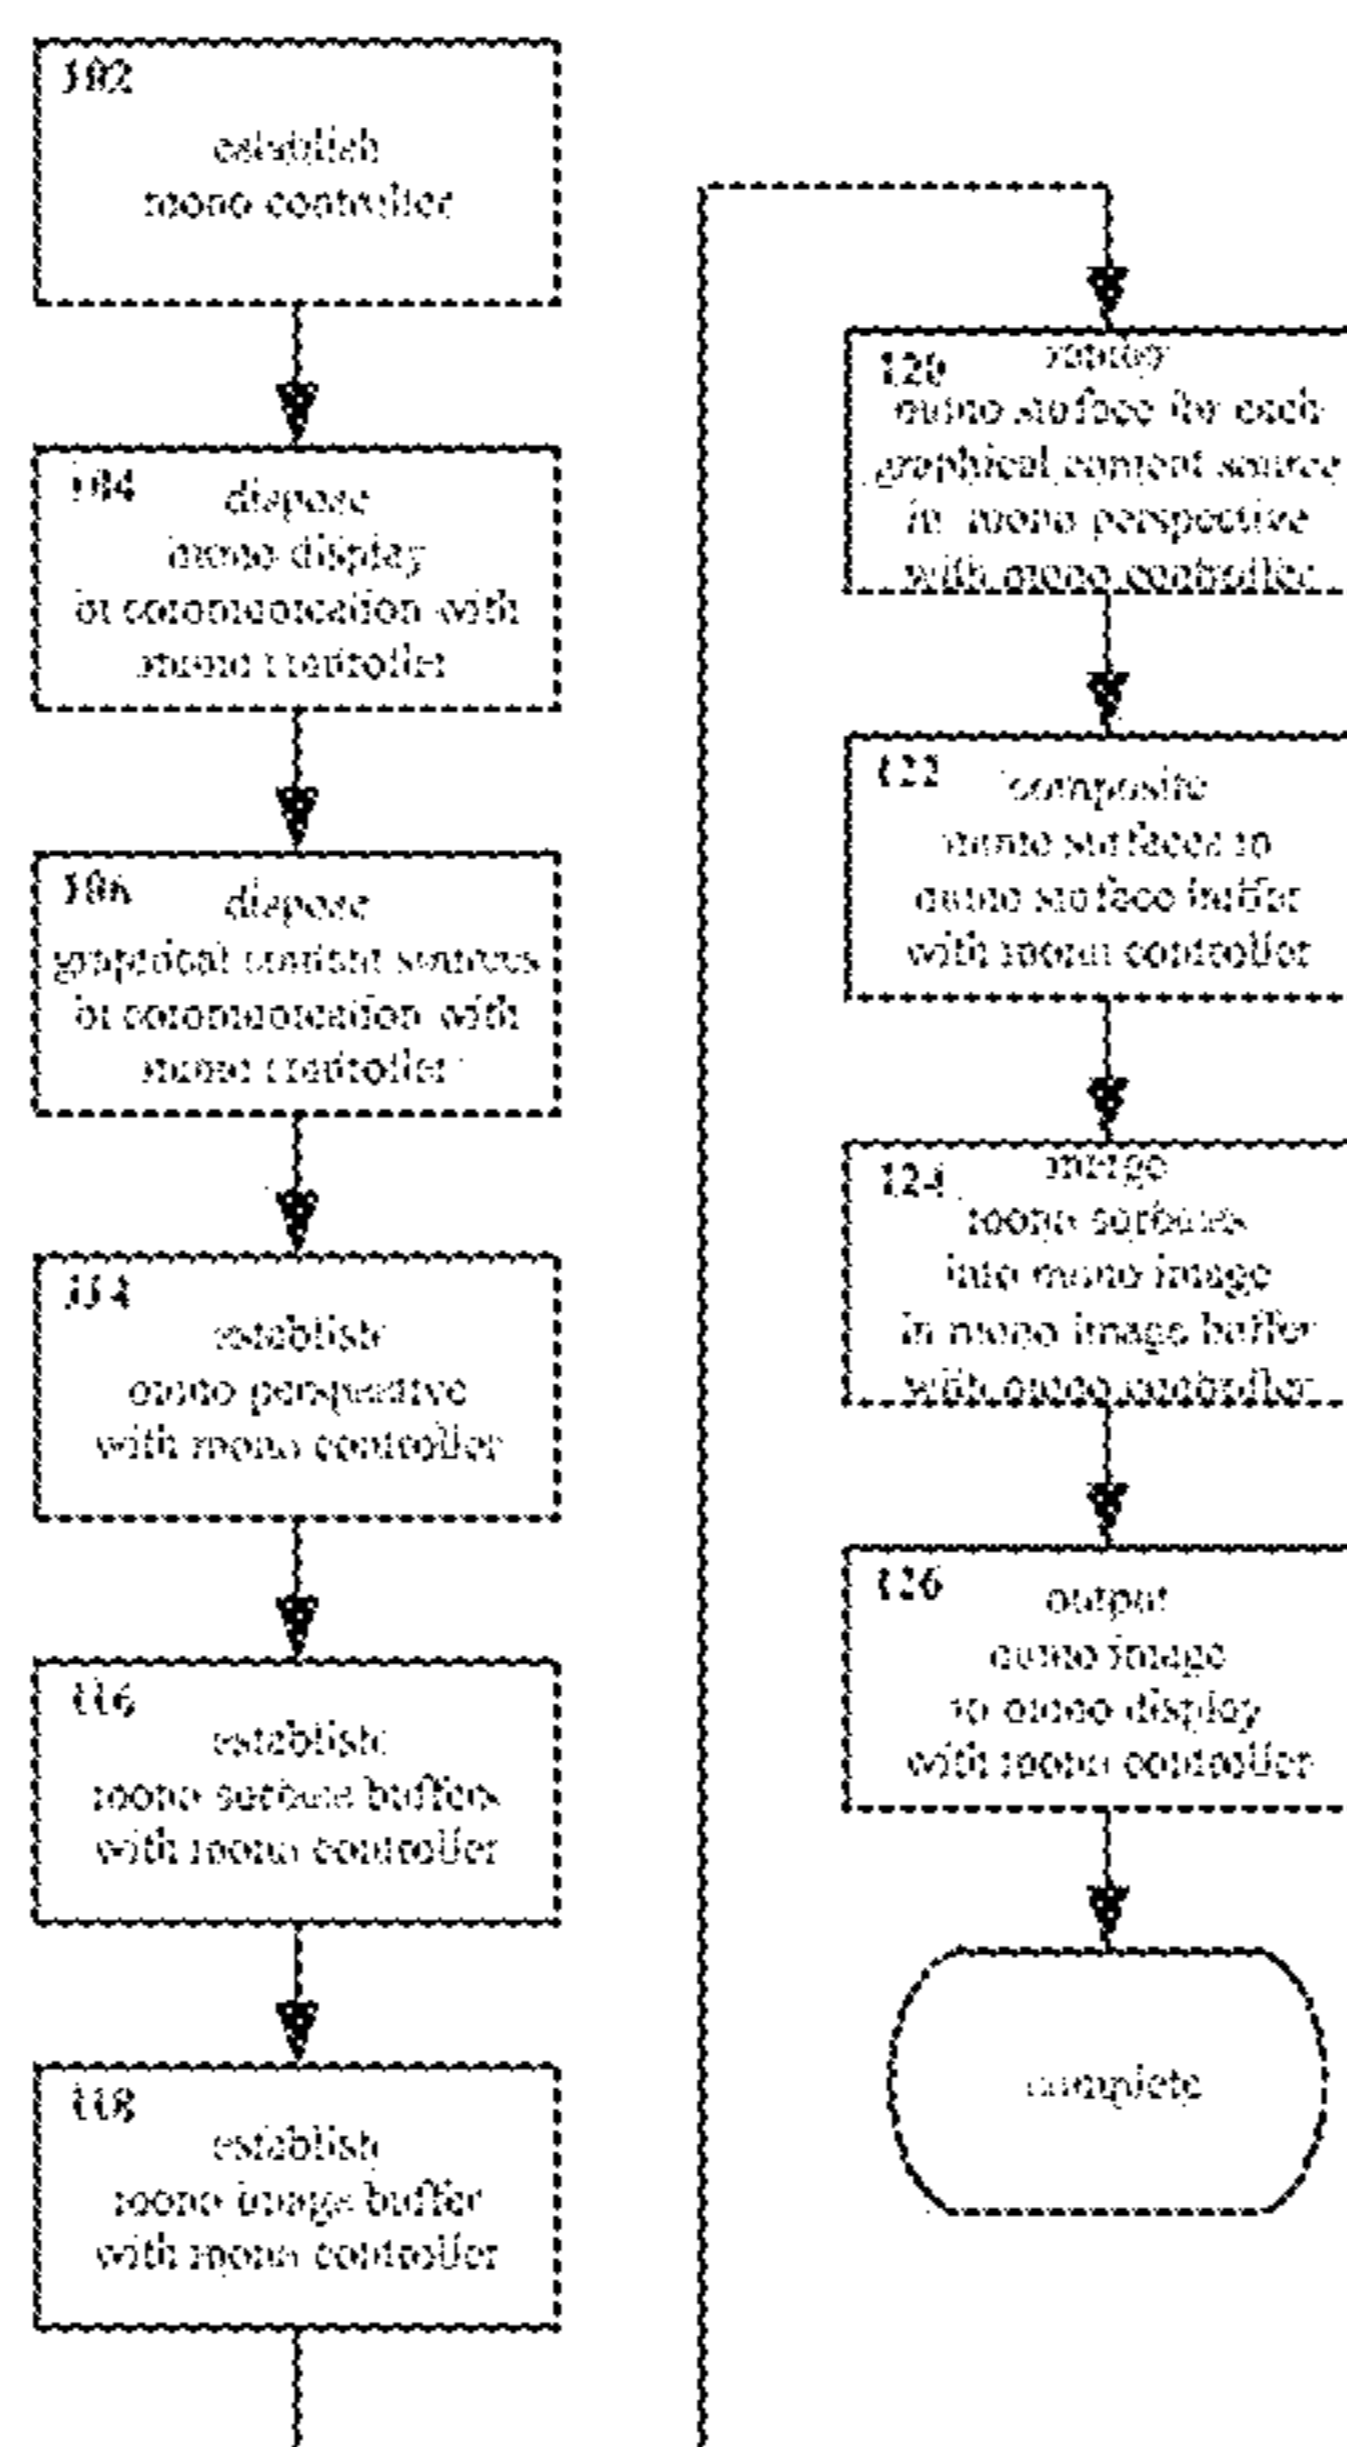 102
establish
mono controller
104
dispose
mono display
in communication with
mono controller
106
dispose
graphical content sources
in communication with
mono controller
114
establish
mono perspective
with mono controller
116
establish
mono surface buffers
with mono controller
118
establish
mono image buffer
with mono controller
120
mono surface for each
graphical content source
in mono perspective
with mono controller
122
composite
mono surfaces in
mono surface buffer
with mono controller
124
merge
mono surfaces
into mono image
in mono image buffer
with mono controller
126
output
mono image
to mono display
with mono controller
complete